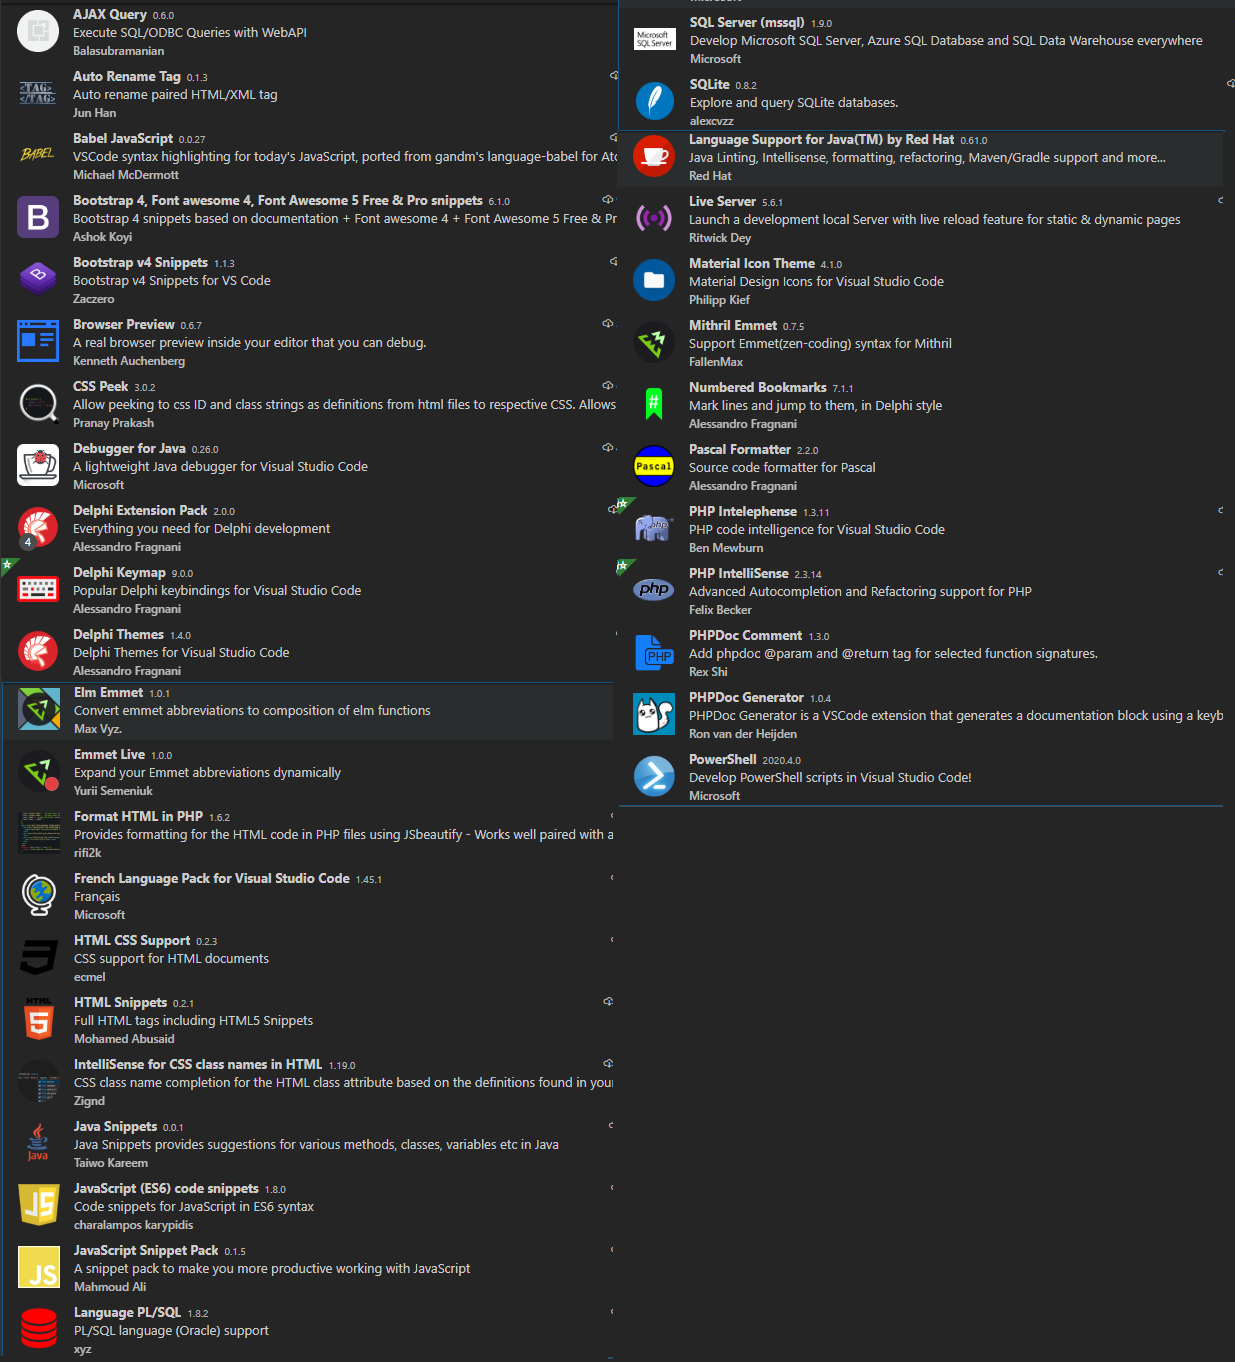 AJAX Query 0.6.0
Execute SQL/ODBC Queries with WebAPI
Balasubramanian
<TAG>
</TAG>
Auto Rename Tag 0.1.3
Auto rename paired HTML/XML tag
Jun Han
BABEL
Babel JavaScript 0.0.27
VSCode syntax highlighting for today's JavaScript, ported from gandm's language-babel for Ato
Michael McDermott
B
Bootstrap 4, Font awesome 4, Font Awesome 5 Free & Pro snippets 6.1.0
Bootstrap 4 snippets based on documentation + Font awesome 4 + Font Awesome 5 Free & Pr
Ashok Koyi
Bootstrap v4 Snippets 1.1.3
Bootstrap v4 Snippets for VS Code
Zaczero
Browser Preview 0.6.7
A real browser preview inside your editor that you can debug.
Kenneth Auchenberg
CSS Peek 3.0.2
Allow peeking to css ID and class strings as definitions from html files to respective CSS. Allows
Pranay Prakash
Debugger for Java 0.26.0
A lightweight Java debugger for Visual Studio Code
Microsoft
4
Delphi Extension Pack 2.0.0
Everything you need for Delphi development
Alessandro Fragnani
Delphi Keymap 9.0.0
Popular Delphi keybindings for Visual Studio Code
Alessandro Fragnani
Delphi Themes 1.4.0
Delphi Themes for Visual Studio Code
Alessandro Fragnani
Elm Emmet 1.0.1
Convert emmet abbreviations to composition of elm functions
Max Vyz.
Emmet Live 1.0.0
Expand your Emmet abbreviations dynamically
Yurii Semeniuk
Format HTML in PHP 1.6.2
Provides formatting for the HTML code in PHP files using JSbeautify - Works well paired with a
rifi2k
French Language Pack for Visual Studio Code 1.45.1
Français
Microsoft
HTML CSS Support 0.2.3
CSS support for HTML documents
ecmel
HTML
5
HTML Snippets 0.2.1
Full HTML tags including HTML5 Snippets
Mohamed Abusaid
IntelliSense for CSS class names in HTML 1.19.0
CSS class name completion for the HTML class attribute based on the definitions found in your
Zignd
Java
Java Snippets 0.0.1
Java Snippets provides suggestions for various methods, classes, variables etc in Java
Taiwo Kareem
JS
JavaScript (ES6) code snippets 1.8.0
Code snippets for JavaScript in ES6 syntax
charalampos karypidis
JS
JavaScript Snippet Pack 0.1.5
A snippet pack to make you more productive working with JavaScript
Mahmoud Ali
Language PL/SQL 1.8.2
PL/SQL language (Oracle) support
xyz
Microsoft
SQL Server
SQL Server (mssql) 1.9.0
Develop Microsoft SQL Server, Azure SQL Database and SQL Data Warehouse everywhere
Microsoft
SQLite 0.8.2
Explore and query SQLite databases.
alexcvzz
Language Support for Java(TM) by Red Hat 0.61.0
Java Linting, Intellisense, formatting, refactoring, Maven/Gradle support and more...
Red Hat
Live Server 5.6.1
Launch a development local Server with live reload feature for static & dynamic pages
Ritwick Dey
Material Icon Theme 4.1.0
Material Design Icons for Visual Studio Code
Philipp Kief
Mithril Emmet 0.7.5
Support Emmet(zen-coding) syntax for Mithril
FallenMax
#
Numbered Bookmarks 7.1.1
Mark lines and jump to them, in Delphi style
Alessandro Fragnani
Pascal
Pascal Formatter 2.2.0
Source code formatter for Pascal
Alessandro Fragnani
php
PHP Intelephense 1.3.11
PHP code intelligence for Visual Studio Code
Ben Mewburn
php
PHP IntelliSense 2.3.14
Advanced Autocompletion and Refactoring support for PHP
Felix Becker
PHP
PHPDoc Comment 1.3.0
Add phpdoc @param and @return tag for selected function signatures.
Rex Shi
PHPDoc Generator 1.0.4
PHPDoc Generator is a VSCode extension that generates a documentation block using a keyb
Ron van der Heijden
PowerShell 2020.4.0
Develop PowerShell scripts in Visual Studio Code!
Microsoft